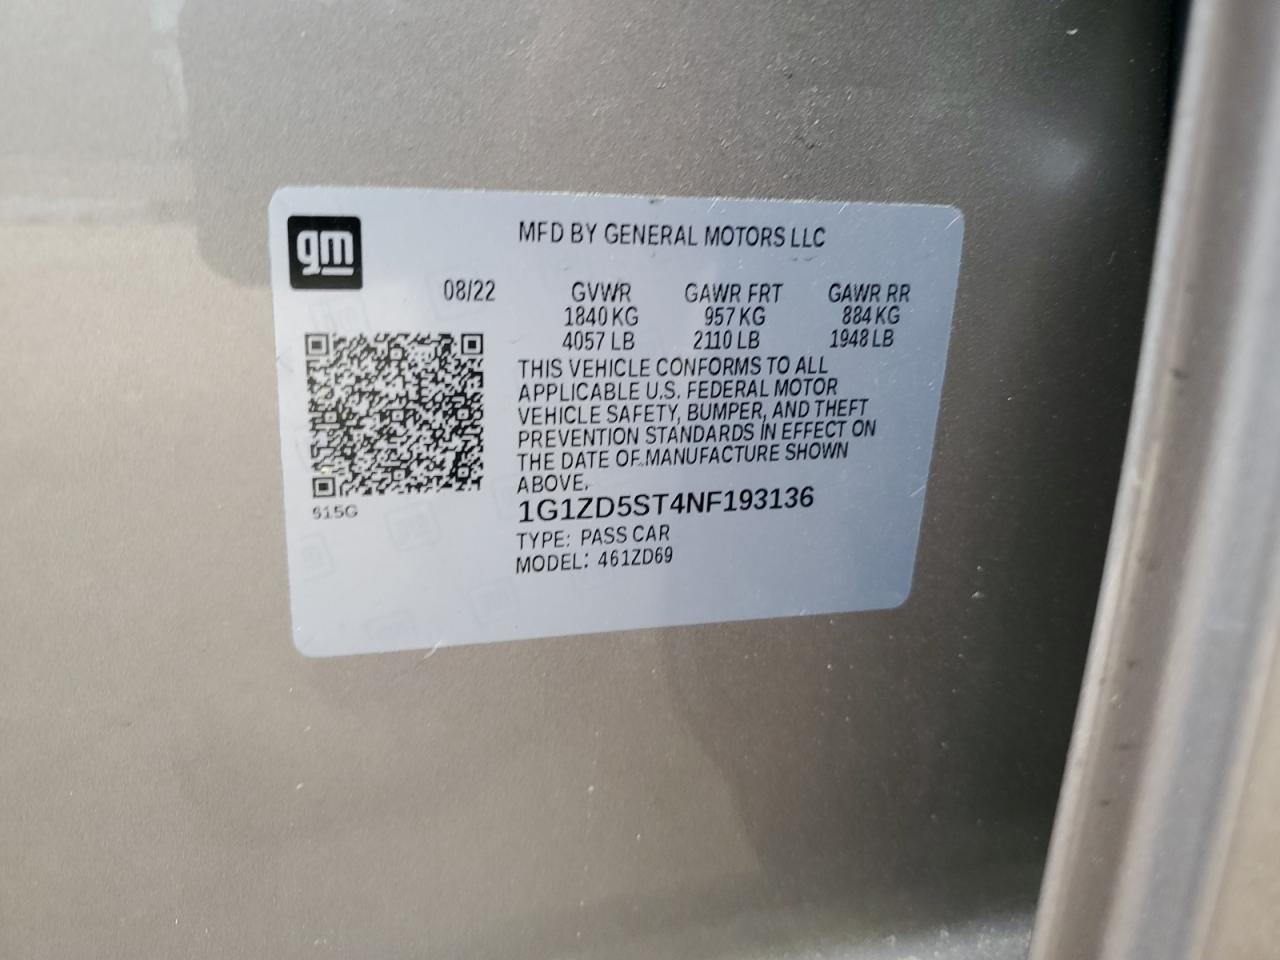 gm
MFD BY GENERAL MOTORS LLC
08/22 GVWR GAWR FRT GAWR RR
1840 KG 957 KG 884 KG
4057 LB 2110 LB 1948 LB
THIS VEHICLE CONFORMS TO ALL
APPLICABLE U.S. FEDERAL MOTOR
VEHICLE SAFETY, BUMPER, AND THEFT
PREVENTION STANDARDS IN EFFECT ON
THE DATE OF MANUFACTURE SHOWN
ABOVE.
1G1ZD5ST4NF193136
S15G
TYPE: PASS CAR
MODEL: 461ZD69